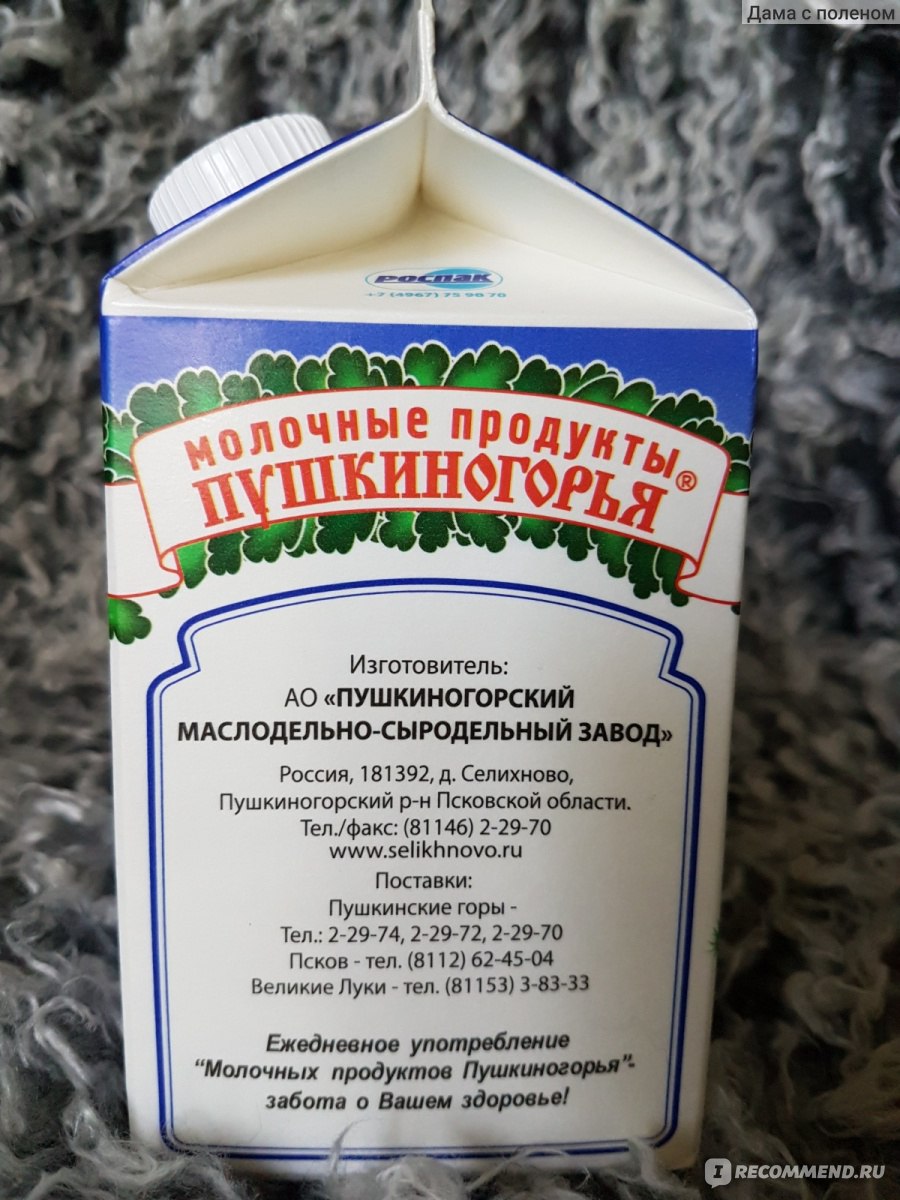 Дама с поленом
РОСПАК
+7 (4967) 75 98 70
МОЛОЧНЫЕ ПРОДУКТЫ
ПУШКИНОГОРЬЯ®
Изготовитель:
АО «ПУШКИНОГОРСКИЙ
МАСЛОДЕЛЬНО-СЫРОДЕЛЬНЫЙ ЗАВОД»
Россия, 181392, д. Селихново,
Пушкиногорский р-н Псковской области.
Тел./факс: (81146) 2-29-70
www.selikhnovo.ru
Поставки:
Пушкинские горы -
Тел.: 2-29-74, 2-29-72, 2-29-70
Псков - тел. (8112) 62-45-04
Великие Луки - тел. (81153) 3-83-33
Ежедневное употребление
“Молочных продуктов Пушкиногорья”-
забота о Вашем здоровье!
IRECOMMEND.RU